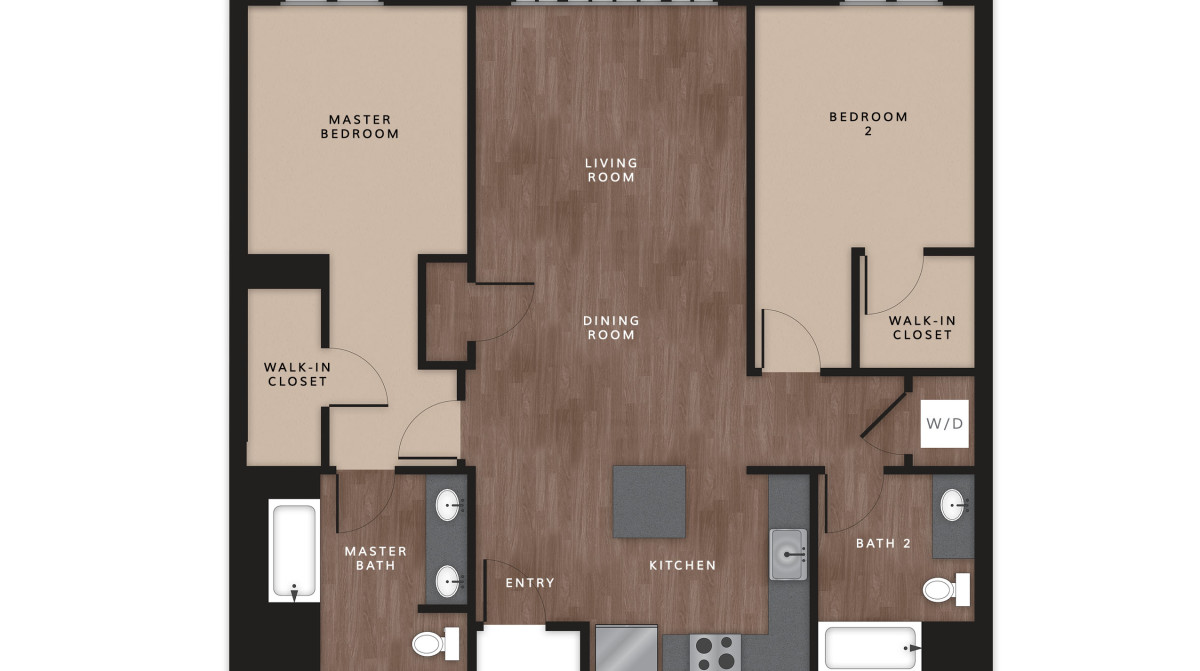 MASTER
BEDROOM
LIVING
ROOM
BEDROOM
2
DINING
ROOM
WALK-IN
CLOSET
WALK-IN
CLOSET
W/D
MASTER
BATH
ENTRY
KITCHEN
BATH 2